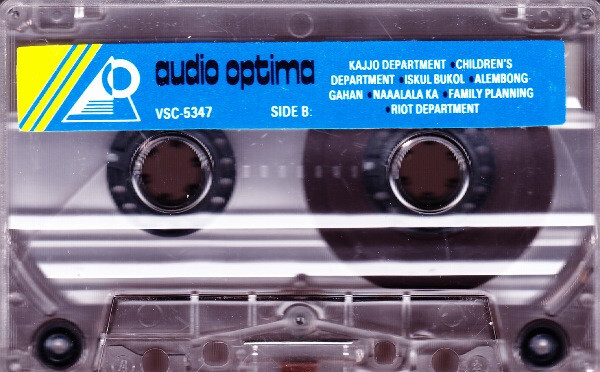 audio optima
VSC-5347
SIDE B:
KAJJO DEPARTMENT •CHILDREN'S
DEPARTMENT •ISKUL BUKOL •ALEMBONG-
GAHAN •NAAALALA KA •FAMILY PLANNING
•RIOT DEPARTMENT